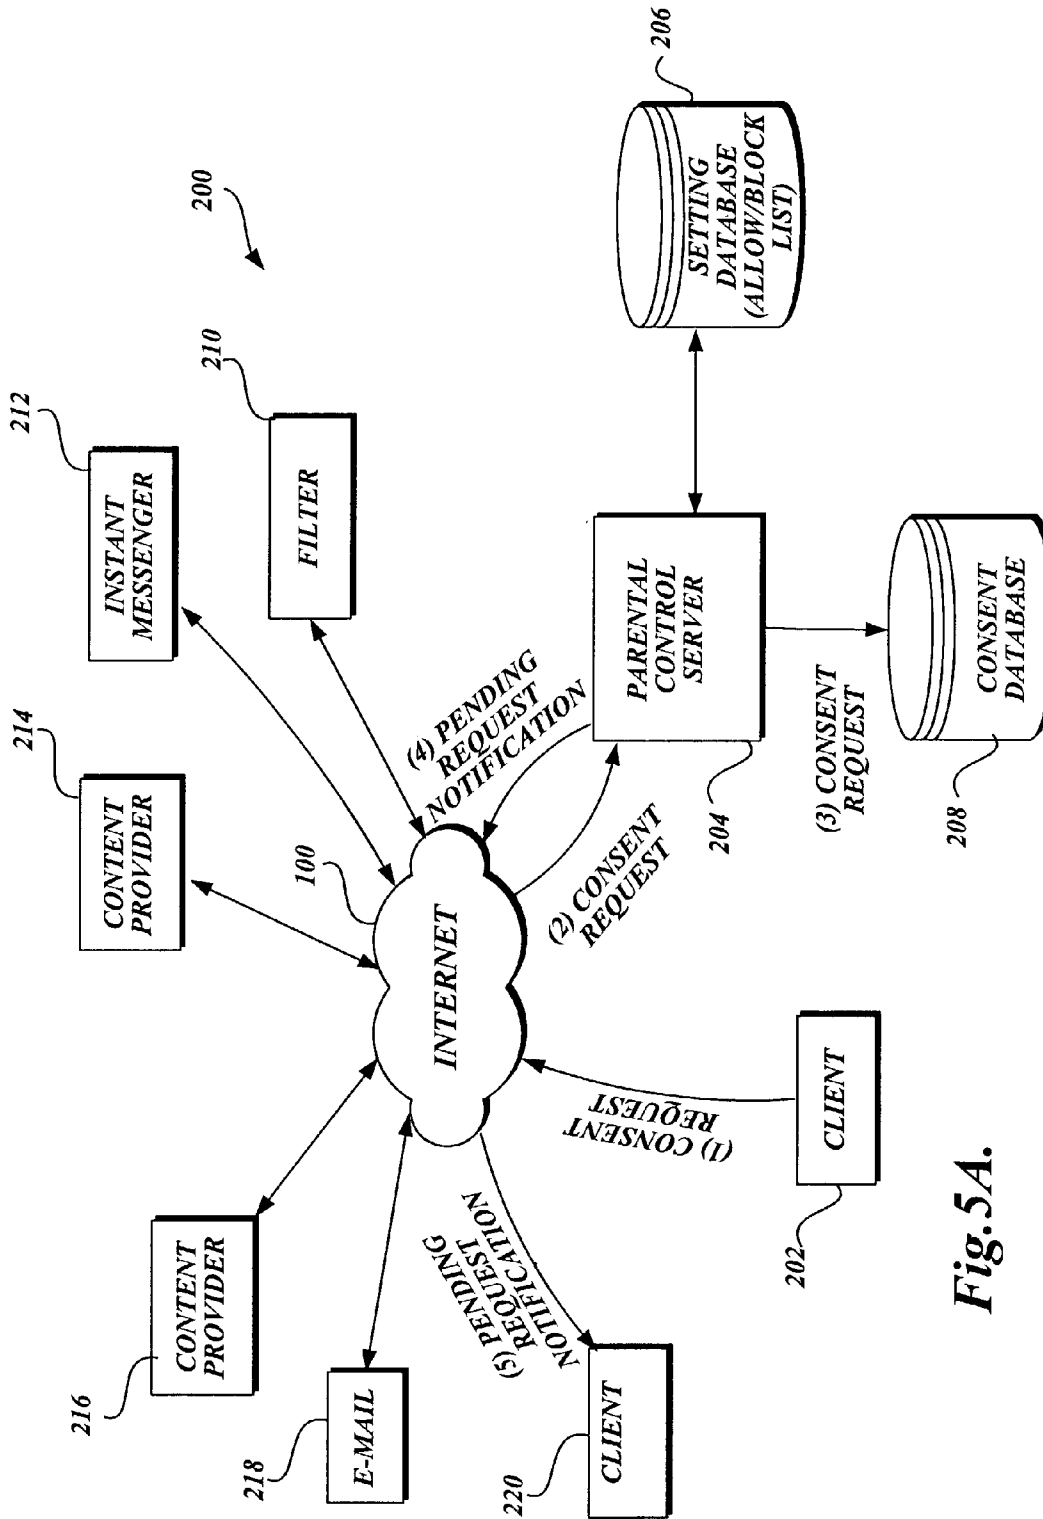 200
212
INSTANT
MESSENGER
210
FILTER
214
CONTENT
PROVIDER
216
CONTENT
PROVIDER
218
E-MAIL
220
CLIENT
100
INTERNET
(4) PENDING
REQUEST
NOTIFICATION
(5) PENDING
REQUEST
NOTIFICATION
(1) CONSENT
REQUEST
(2) CONSENT
REQUEST
202
CLIENT
204
PARENTAL
CONTROL
SERVER
206
SETTING
DATABASE
(ALLOW/BLOCK
LIST)
(3) CONSENT
REQUEST
208
CONSENT
DATABASE
Fig.5A.